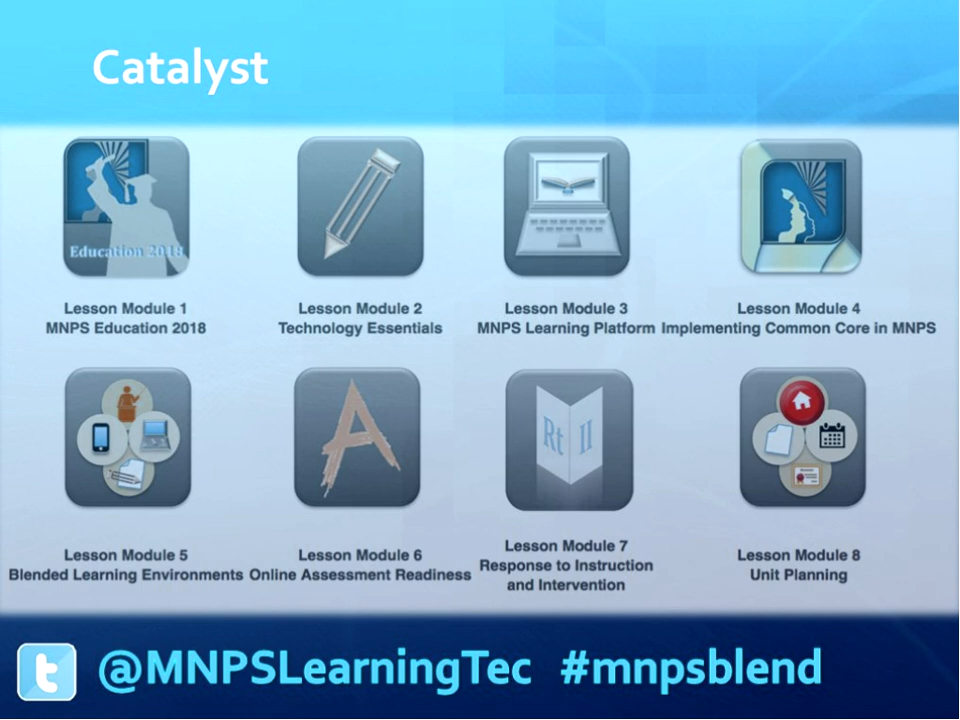 Catalyst
Education 2018
Lesson Module 1
MNPS Education 2018
Lesson Module 2
Technology Essentials
Lesson Module 3
MNPS Learning Platform
Lesson Module 4
Implementing Common Core in MNPS
A
Rt II
Lesson Module 5
Blended Learning Environments
Lesson Module 6
Online Assessment Readiness
Lesson Module 7
Response to Instruction
and Intervention
Lesson Module 8
Unit Planning
@MNPSLearningTec #mnpsblend